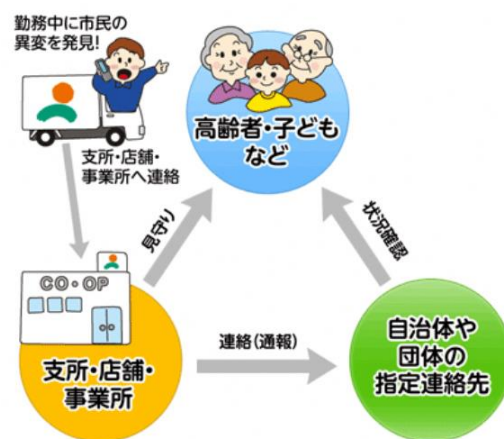 勤務中に市民の
異変を発見!
支所・店舗・
事業所へ連絡
高齢者・子ども
など
見守り
状況確認
CO・OP
支所・店舗・
事業所
連絡(通報)
自治体や
団体の
指定連絡先